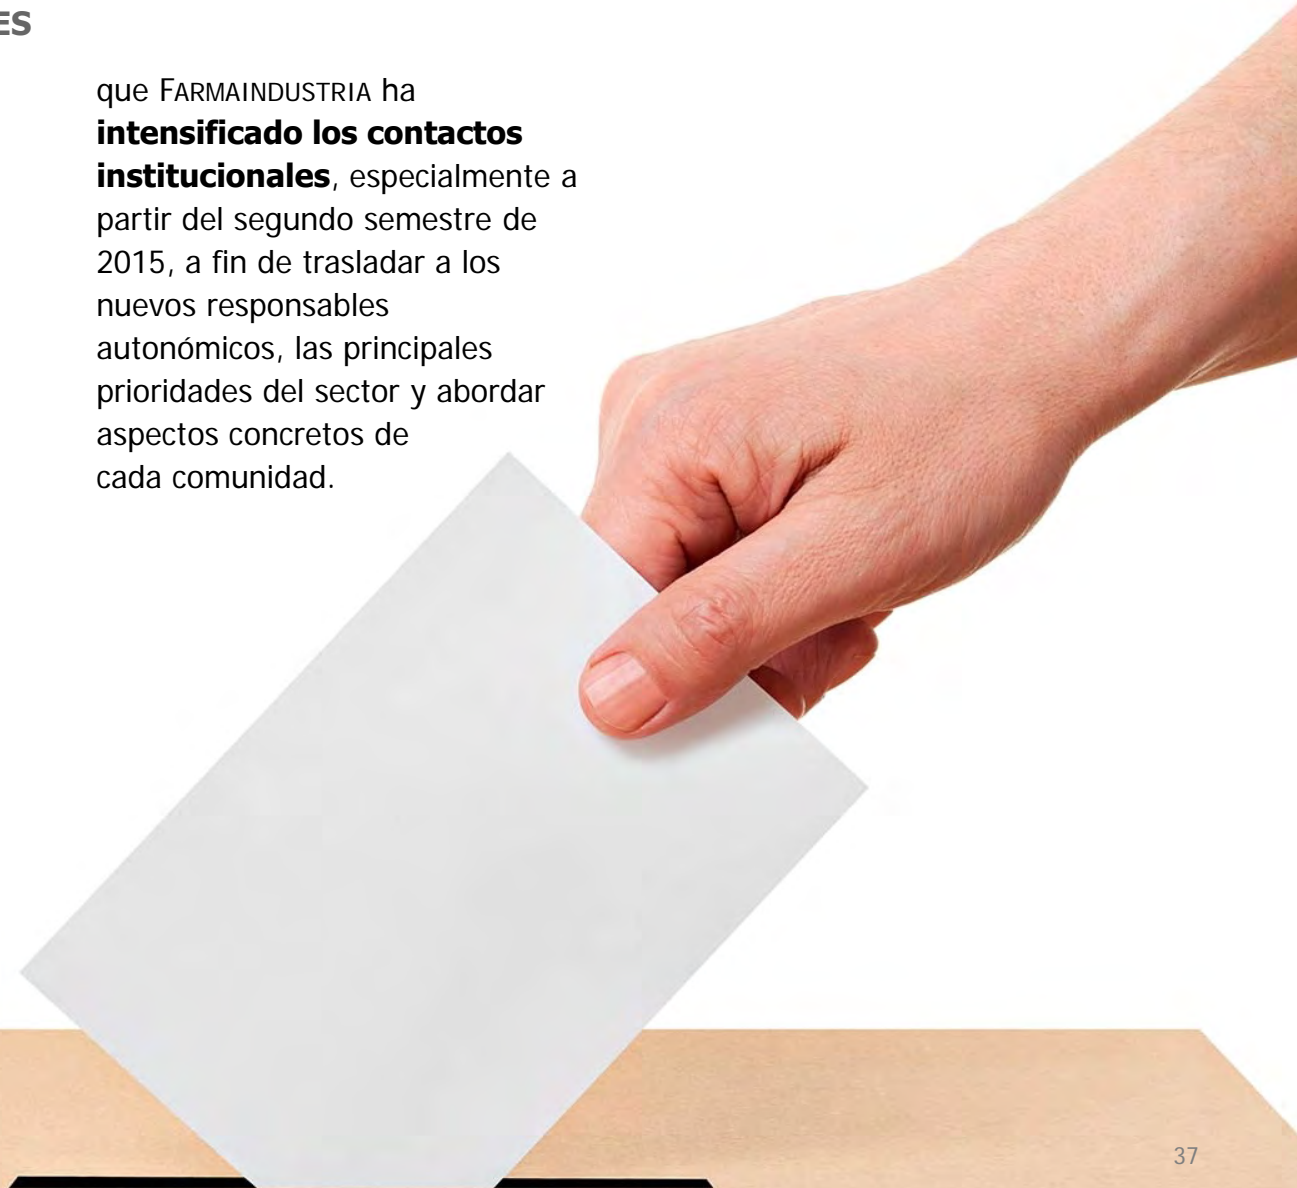 ES
que FARMAINDUSTRIA ha
intensificado los contactos
institucionales, especialmente a
partir del segundo semestre de
2015, a fin de trasladar a los
nuevos responsables
autonómicos, las principales
prioridades del sector y abordar
aspectos concretos de
cada comunidad.
37